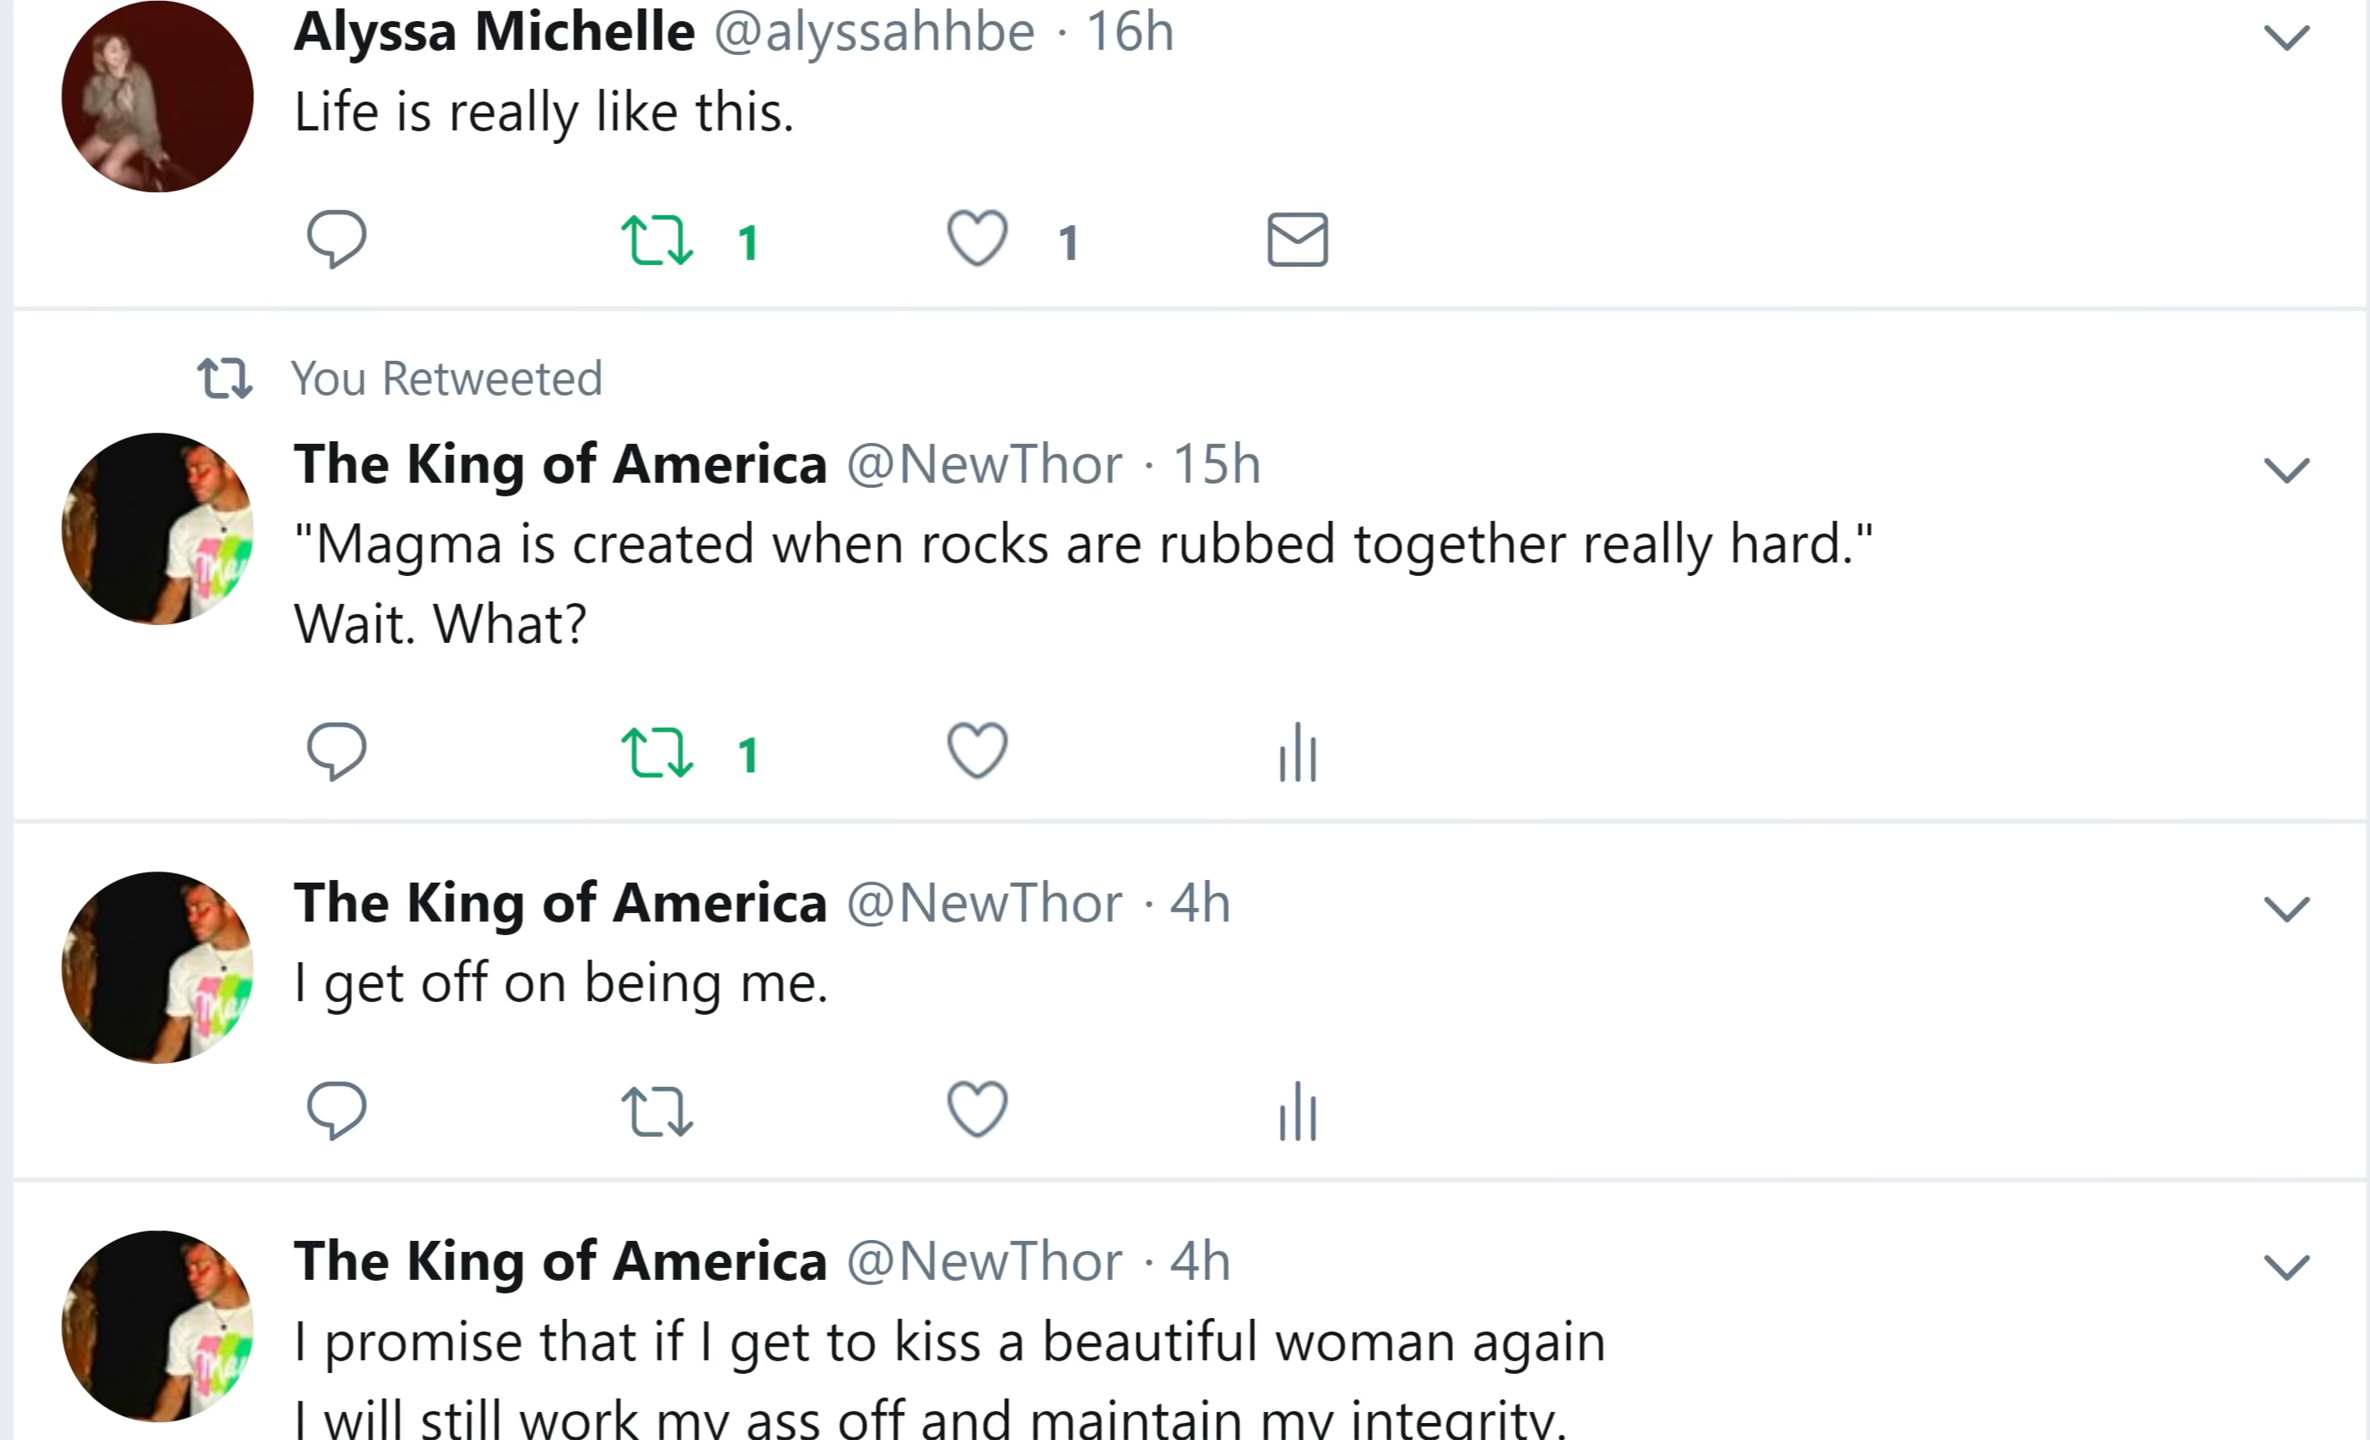 Alyssa Michelle @alyssahhbe · 16h
Life is really like this.
1 1
You Retweeted
The King of America @NewThor · 15h
"Magma is created when rocks are rubbed together really hard."
Wait. What?
1
The King of America @NewThor · 4h
I get off on being me.
The King of America @NewThor · 4h
I promise that if I get to kiss a beautiful woman again
I will still work my ass off and maintain my integrity.